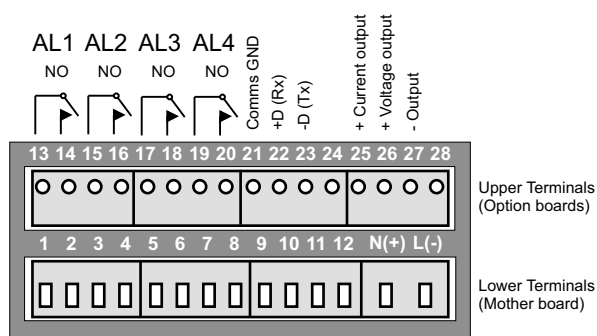 AL1 AL2 AL3 AL4
NO NO NO NO
Comms GND
+D (Rx)
-D (Tx)
+ Current output
+ Voltage output
- Output
13 14 15 16 17 18 19 20 21 22 23 24 25 26 27 28
Upper Terminals
(Option boards)
1 2 3 4 5 6 7 8 9 10 11 12 N(+) L(-)
Lower Terminals
(Mother board)